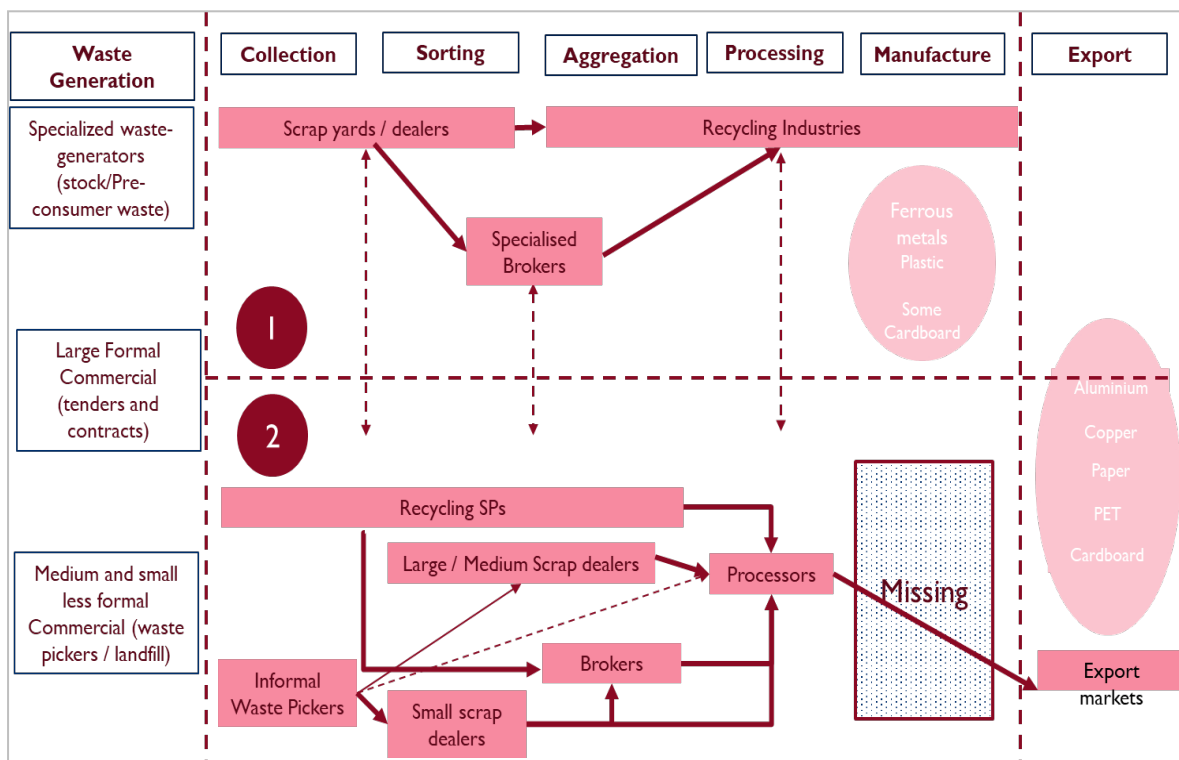 Waste
Generation
Collection
Sorting
Aggregation
Processing
Manufacture
Export
Specialized waste-
generators
(stock/Pre-
consumer waste)
Scrap yards / dealers
Recycling Industries
Specialised
Brokers
Ferrous
metals
Plastic
Some
Cardboard
1
Large Formal
Commercial
(tenders and
contracts)
2
Aluminium
Copper
Paper
PET
Cardboard
Recycling SPs
Large / Medium Scrap dealers
Processors
Missing
Medium and small
less formal
Commercial (waste
pickers / landfill)
Informal
Waste Pickers
Brokers
Small scrap
dealers
Export
markets